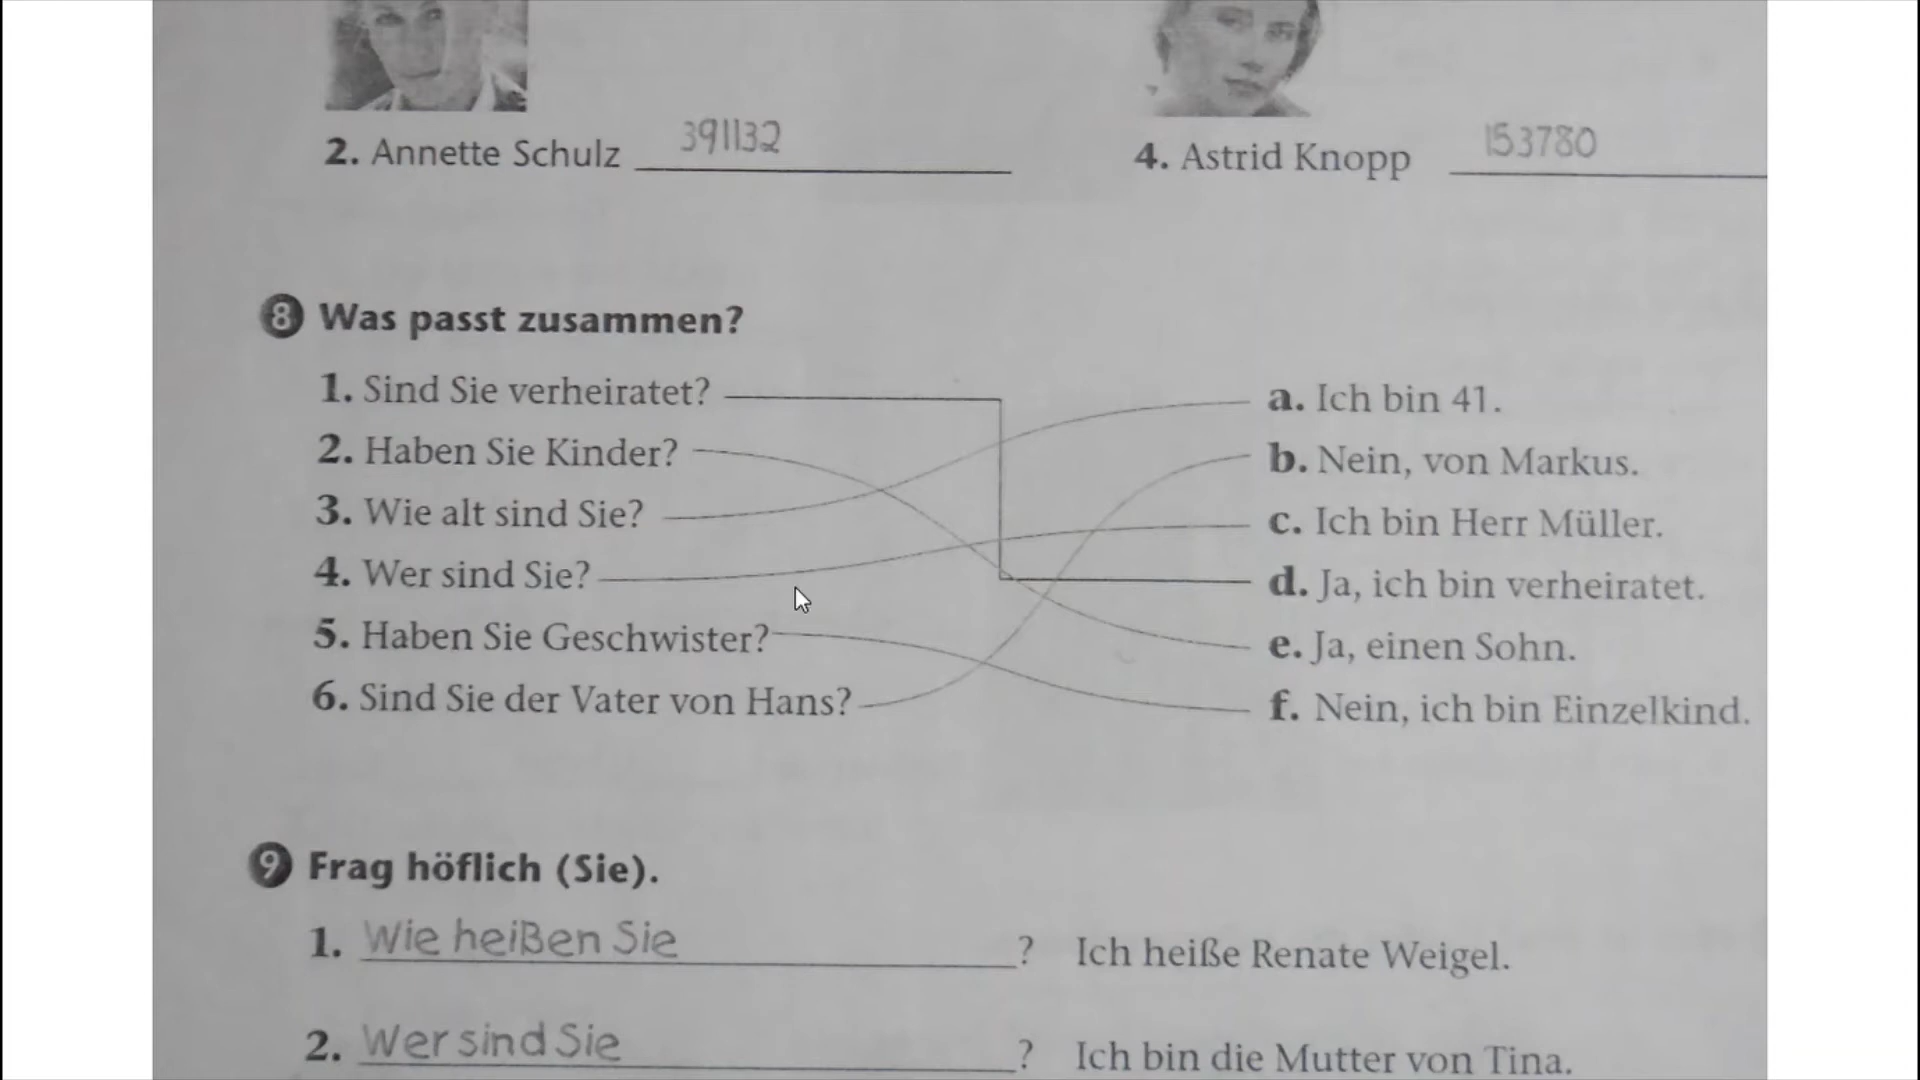 2. Annette Schulz 391132
4. Astrid Knopp 153780
8 Was passt zusammen?
1. Sind Sie verheiratet?
2. Haben Sie Kinder?
3. Wie alt sind Sie?
4. Wer sind Sie?
5. Haben Sie Geschwister?
6. Sind Sie der Vater von Hans?
a. Ich bin 41.
b. Nein, von Markus.
c. Ich bin Herr Müller.
d. Ja, ich bin verheiratet.
e. Ja, einen Sohn.
f. Nein, ich bin Einzelkind.
9 Frag höflich (Sie).
1. Wie heißen Sie ? Ich heiße Renate Weigel.
2. Wer sind Sie ? Ich bin die Mutter von Tina.